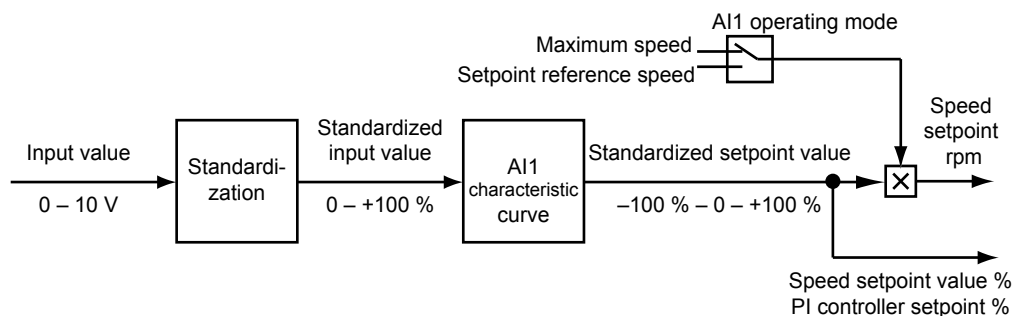 AI1 operating mode
Maximum speed
Setpoint reference speed
Input value
0 – 10 V
Standardi-
zation
Standardized
input value
0 – +100 %
AI1
characteristic
curve
Standardized setpoint value
–100 % – 0 – +100 %
×
Speed
setpoint
rpm
Speed setpoint value %
PI controller setpoint %